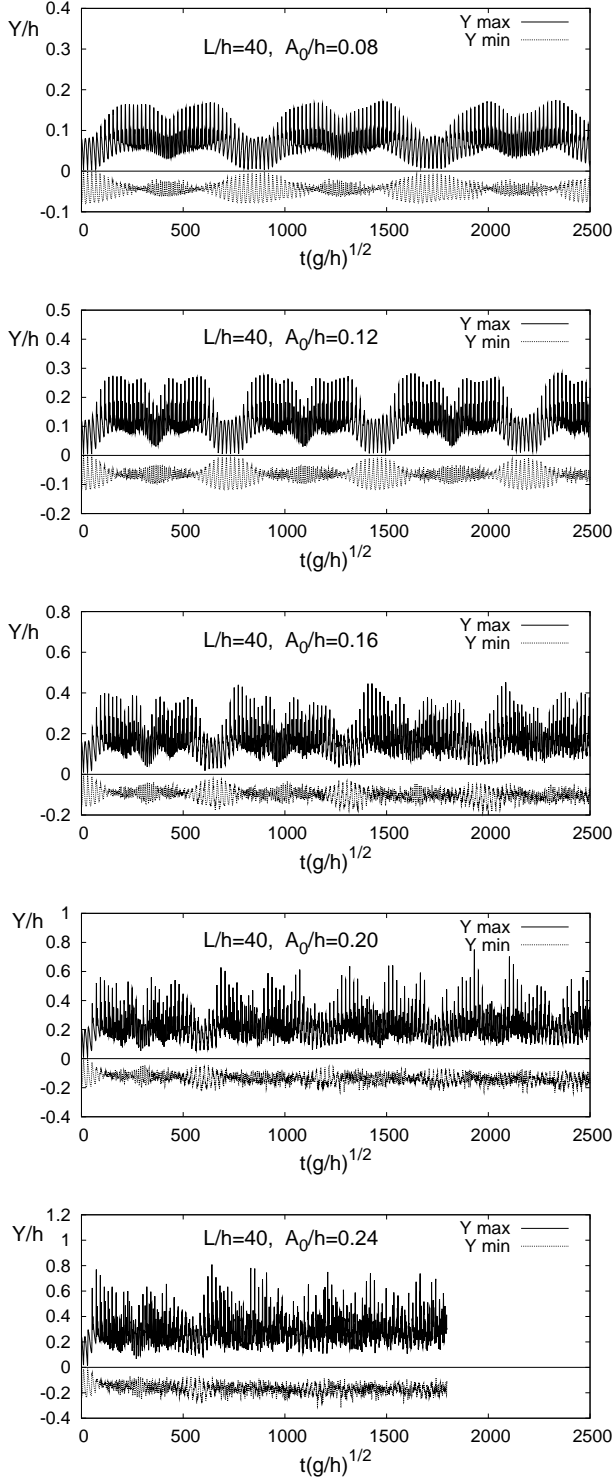 0.4
Y/h
L/h=40, A₀/h=0.08
Y max
Y min
0.3
0.2
0.1
0
-0.1
0 500 1000 1500 2000 2500
t(g/h)^1/2
0.5
Y/h
L/h=40, A₀/h=0.12
Y max
Y min
0.4
0.3
0.2
0.1
0
-0.1
-0.2
0 500 1000 1500 2000 2500
t(g/h)^1/2
0.8
Y/h
L/h=40, A₀/h=0.16
Y max
Y min
0.6
0.4
0.2
0
-0.2
0 500 1000 1500 2000 2500
t(g/h)^1/2
1
Y/h
L/h=40, A₀/h=0.20
Y max
Y min
0.8
0.6
0.4
0.2
0
-0.2
-0.4
0 500 1000 1500 2000 2500
t(g/h)^1/2
1.2
Y/h
L/h=40, A₀/h=0.24
Y max
Y min
1
0.8
0.6
0.4
0.2
0
-0.2
-0.4
0 500 1000 1500 2000 2500
t(g/h)^1/2